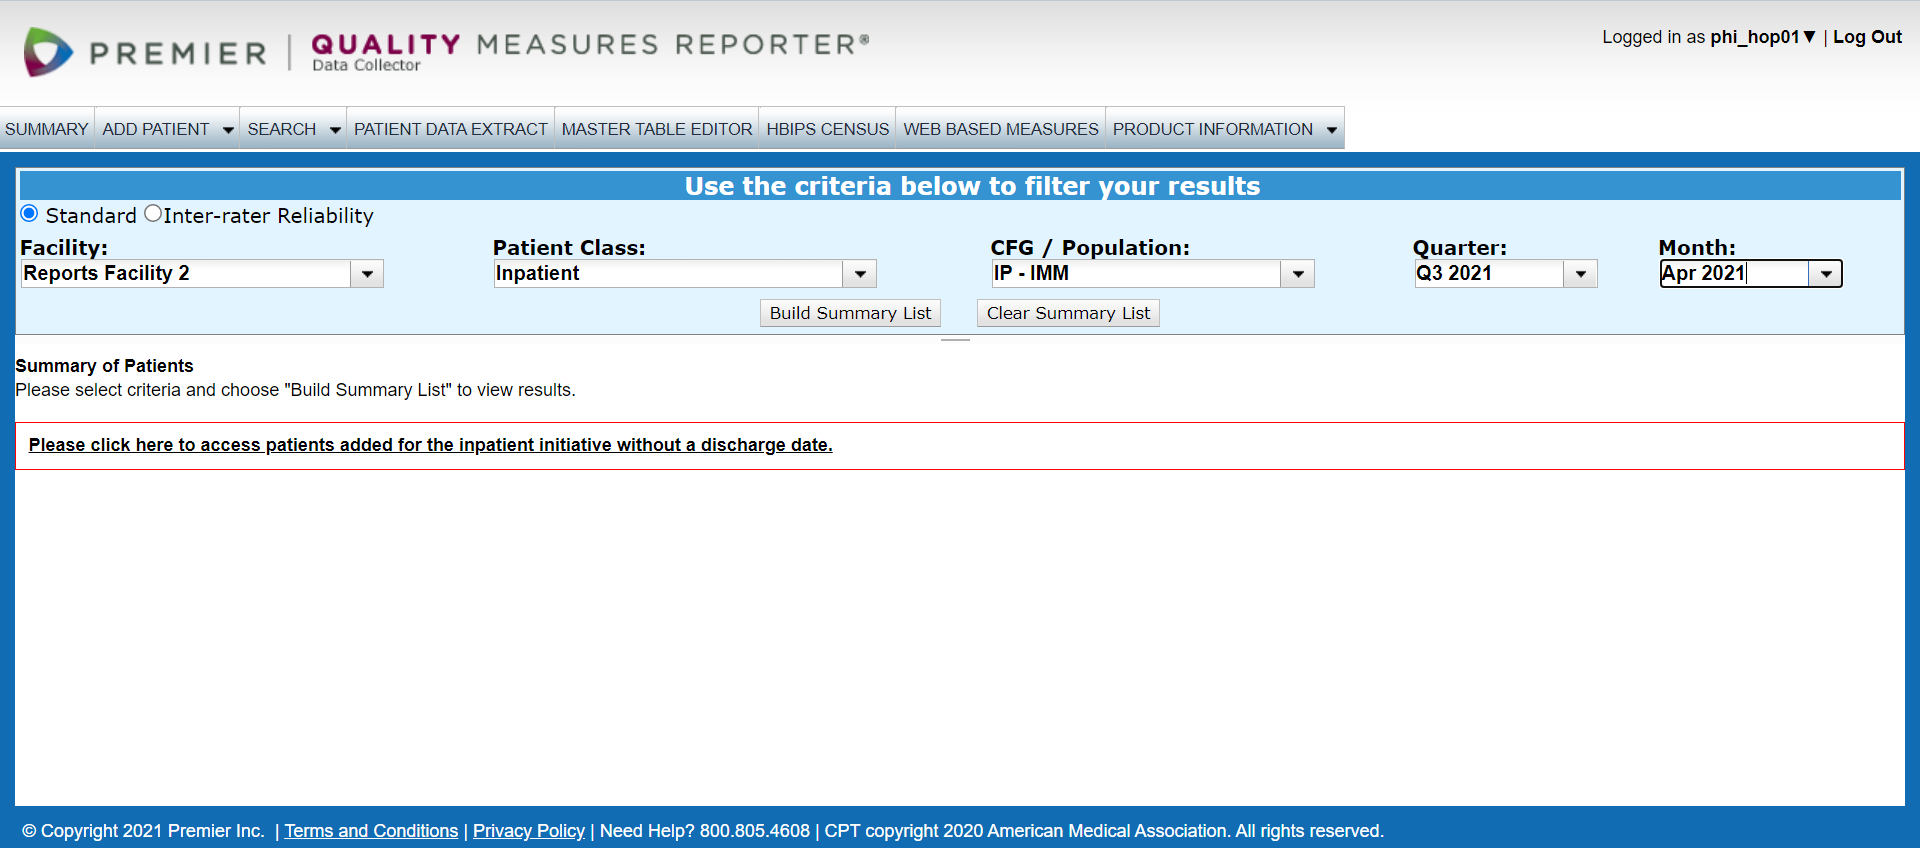 PREMIER | QUALITY MEASURES REPORTER®
Data Collector
Logged in as phi_hop01▼ | Log Out
SUMMARY ADD PATIENT SEARCH PATIENT DATA EXTRACT MASTER TABLE EDITOR HBIPS CENSUS WEB BASED MEASURES PRODUCT INFORMATION
Use the criteria below to filter your results
Standard Inter-rater Reliability
Facility: Patient Class: CFG / Population: Quarter: Month:
Reports Facility 2 Inpatient IP - IMM Q3 2021 Apr 2021
Build Summary List Clear Summary List
Summary of Patients
Please select criteria and choose "Build Summary List" to view results.
Please click here to access patients added for the inpatient initiative without a discharge date.
© Copyright 2021 Premier Inc. | Terms and Conditions | Privacy Policy | Need Help? 800.805.4608 | CPT copyright 2020 American Medical Association. All rights reserved.